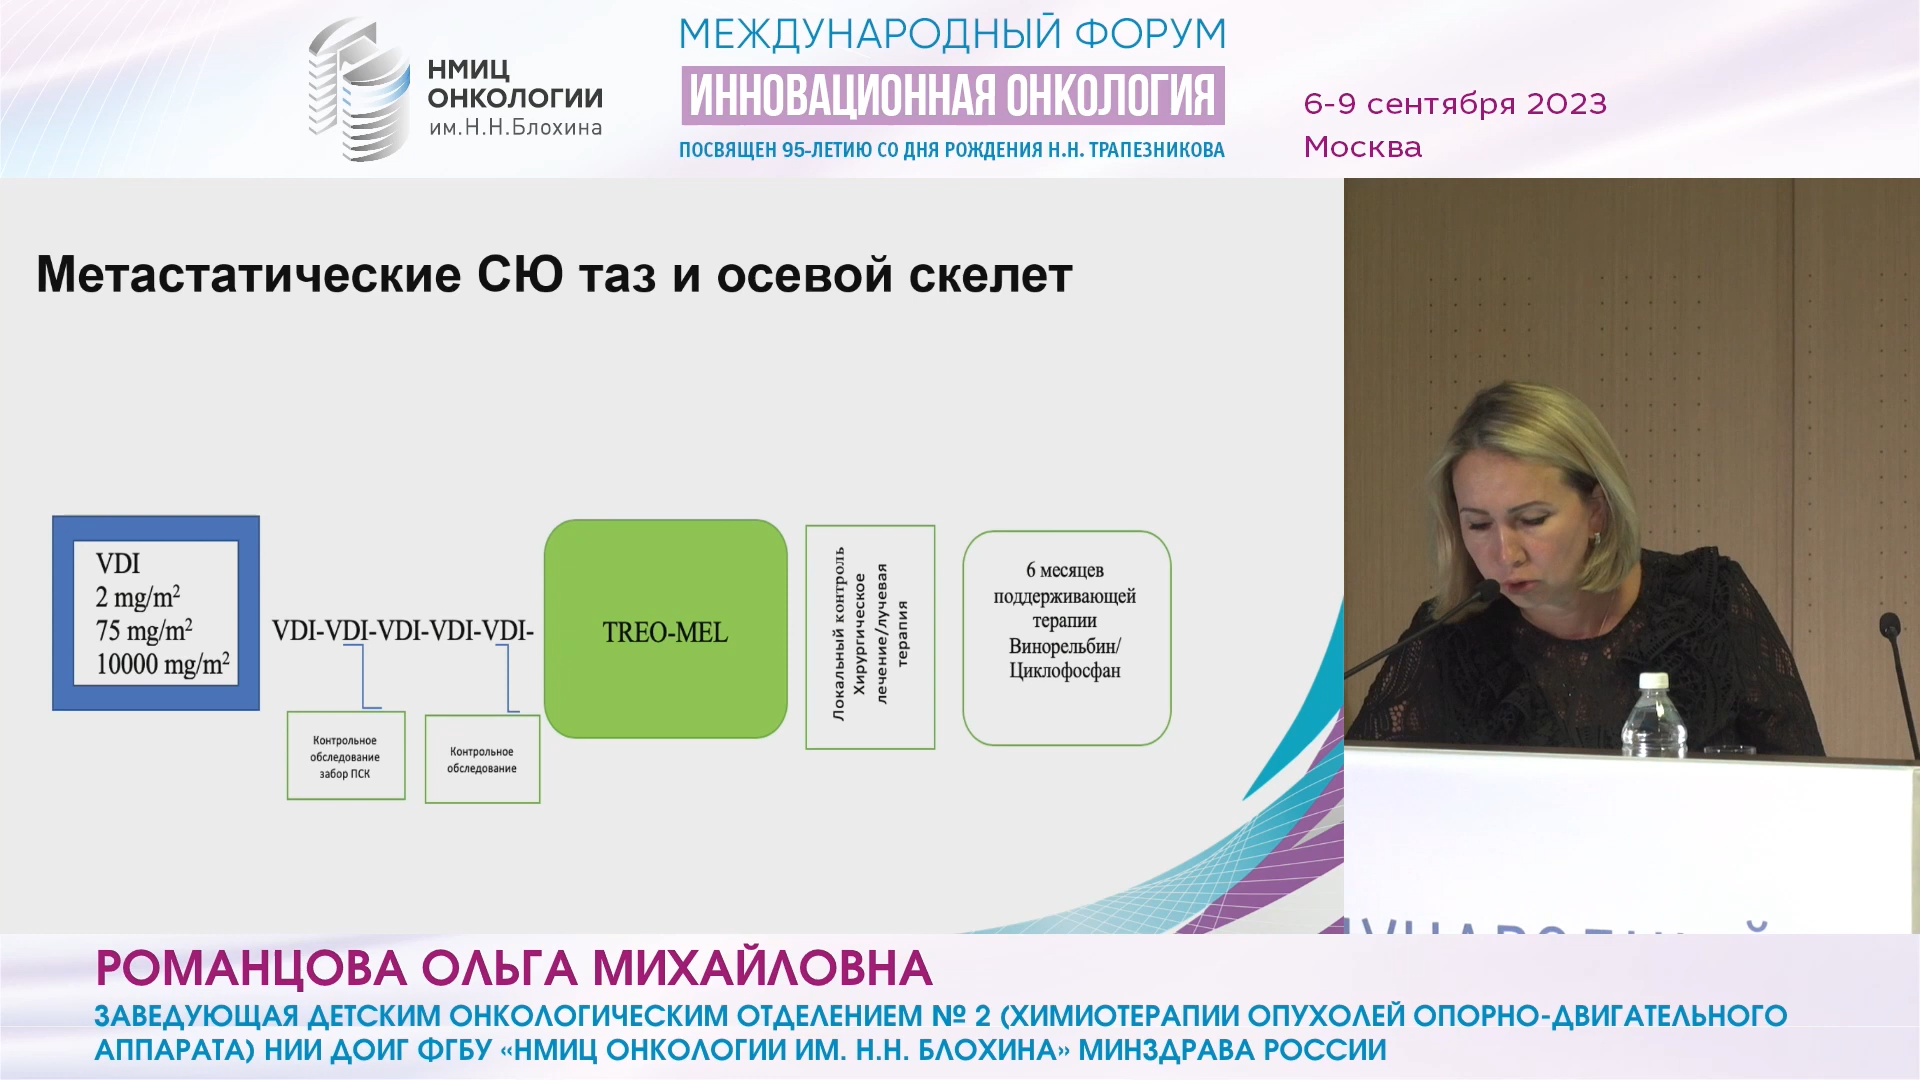 НМИЦ
ОНКОЛОГИИ
им.Н.Н.Блохина
МЕЖДУНАРОДНЫЙ ФОРУМ
ИННОВАЦИОННАЯ ОНКОЛОГИЯ
ПОСВЯЩЕН 95-ЛЕТИЮ СО ДНЯ РОЖДЕНИЯ Н.Н. ТРАПЕЗНИКОВА
6-9 сентября 2023
Москва
Метастатические СЮ таз и осевой скелет
VDI
2 mg/m²
75 mg/m²
10000 mg/m²
VDI-VDI-VDI-VDI-VDI-
Контрольное
обследование
забор ПСК
Контрольное
обследование
TREO-MEL
Локальный контроль
Хирургическое
лечение/лучевая
терапия
6 месяцев
поддерживающей
терапии
Винорельбин/
Циклофосфан
РОМАНЦОВА ОЛЬГА МИХАЙЛОВНА
ЗАВЕДУЮЩАЯ ДЕТСКИМ ОНКОЛОГИЧЕСКИМ ОТДЕЛЕНИЕМ № 2 (ХИМИОТЕРАПИИ ОПУХОЛЕЙ ОПОРНО-ДВИГАТЕЛЬНОГО
АППАРАТА) НИИ ДОИГ ФГБУ «НМИЦ ОНКОЛОГИИ ИМ. Н.Н. БЛОХИНА» МИНЗДРАВА РОССИИ